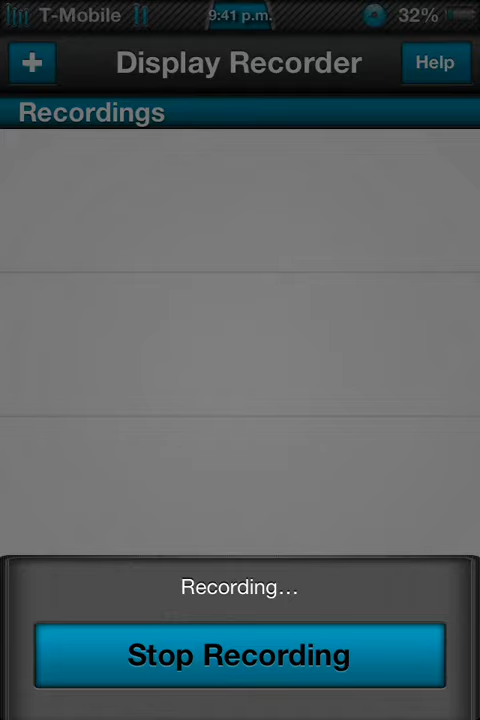 T-Mobile 9:41 p.m. 32%
Display Recorder Help
Recordings
Recording...
Stop Recording